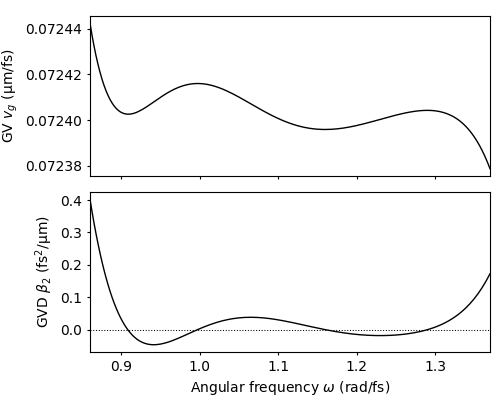 GV v_g (μm/fs)
0.07244
0.07242
0.07240
0.07238
GVD β₂ (fs²/μm)
0.4
0.3
0.2
0.1
0.0
0.9 1.0 1.1 1.2 1.3
Angular frequency ω (rad/fs)